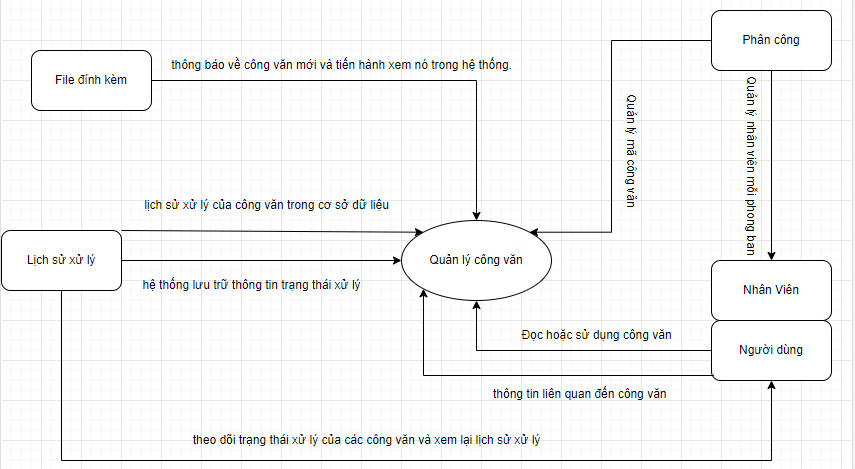 Phân công
thông báo về công văn mới và tiến hành xem nó trong hệ thống.
File đính kèm
Quản lý mã công văn
Quản lý nhân viên mỗi phong ban
lịch sử xử lý của công văn trong cơ sở dữ liệu
Lịch sử xử lý
Quản lý công văn
hệ thống lưu trữ thông tin trạng thái xử lý
Nhân Viên
Đọc hoặc sử dụng công văn
Người dùng
thông tin liên quan đến công văn
theo dõi trạng thái xử lý của các công văn và xem lại lịch sử xử lý